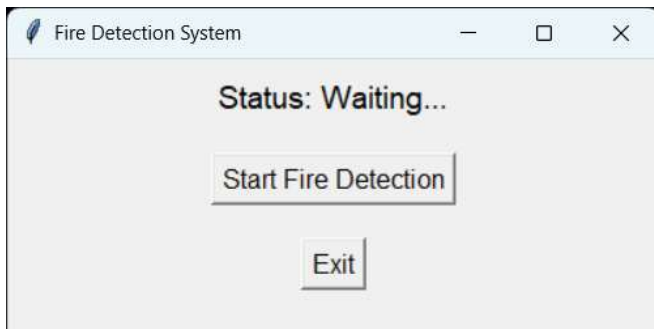 Fire Detection System
Status: Waiting...
Start Fire Detection
Exit